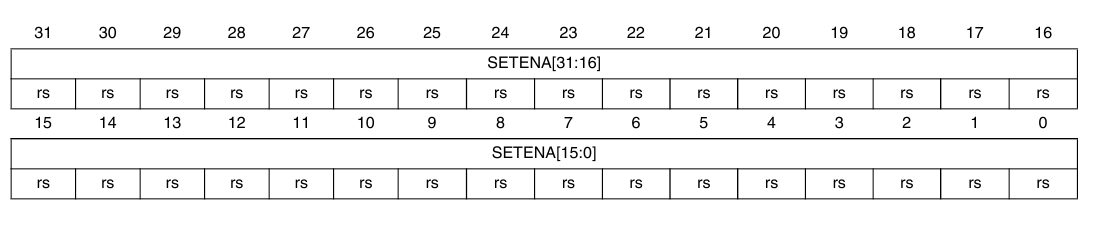 31 30 29 28 27 26 25 24 23 22 21 20 19 18 17 16
SETENA[31:16]
rs rs rs rs rs rs rs rs rs rs rs rs rs rs rs rs
15 14 13 12 11 10 9 8 7 6 5 4 3 2 1 0
SETENA[15:0]
rs rs rs rs rs rs rs rs rs rs rs rs rs rs rs rs